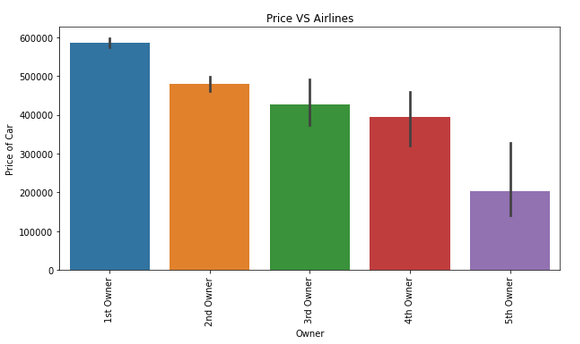 Price VS Airlines
600000
500000
400000
300000
200000
100000
0
Price of Car
1st Owner
2nd Owner
3rd Owner
4th Owner
5th Owner
Owner